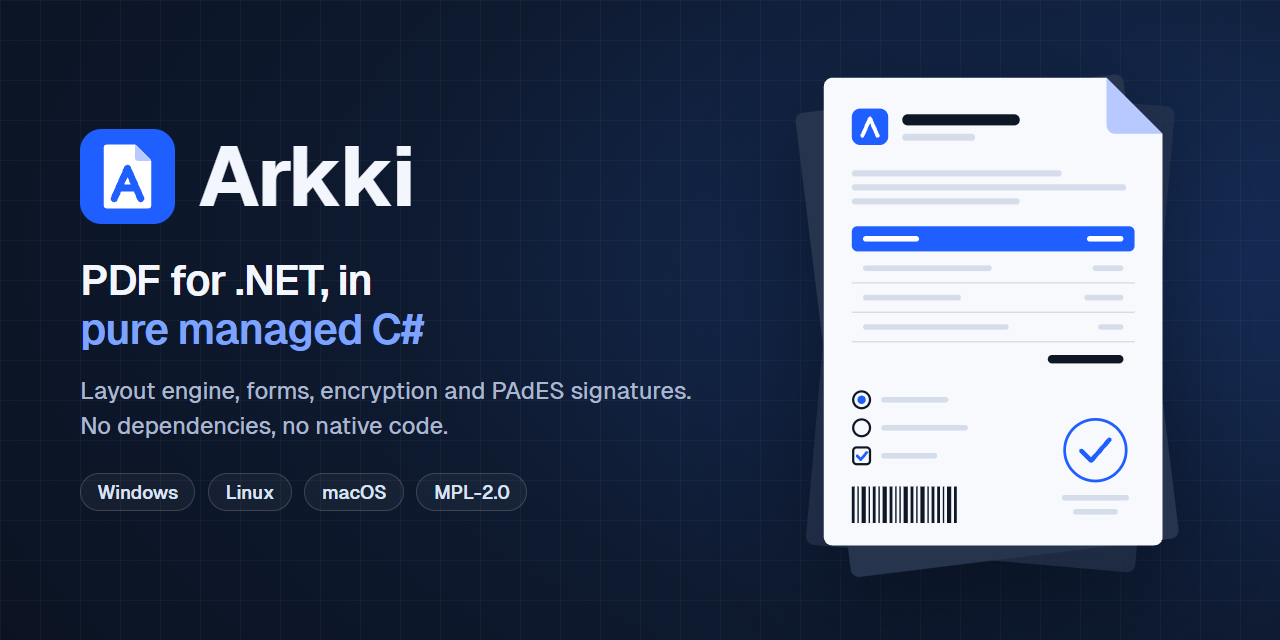 A
Arkki
PDF for .NET, in
pure managed C#
Layout engine, forms, encryption and PAdES signatures.
No dependencies, no native code.
Windows
Linux
macOS
MPL-2.0